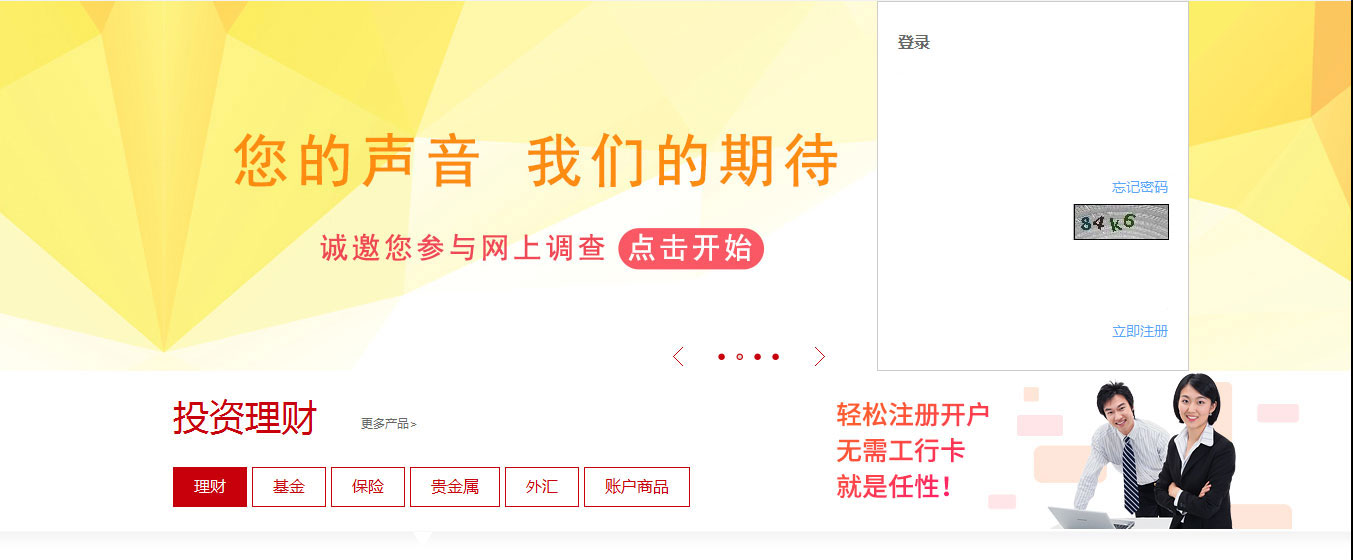 您的声音 我们的期待
诚邀您参与网上调查 点击开始
登录
忘记密码
84k6
立即注册
投资理财 更多产品>
理财 基金 保险 贵金属 外汇 账户商品
轻松注册开户
无需工行卡
就是任性！